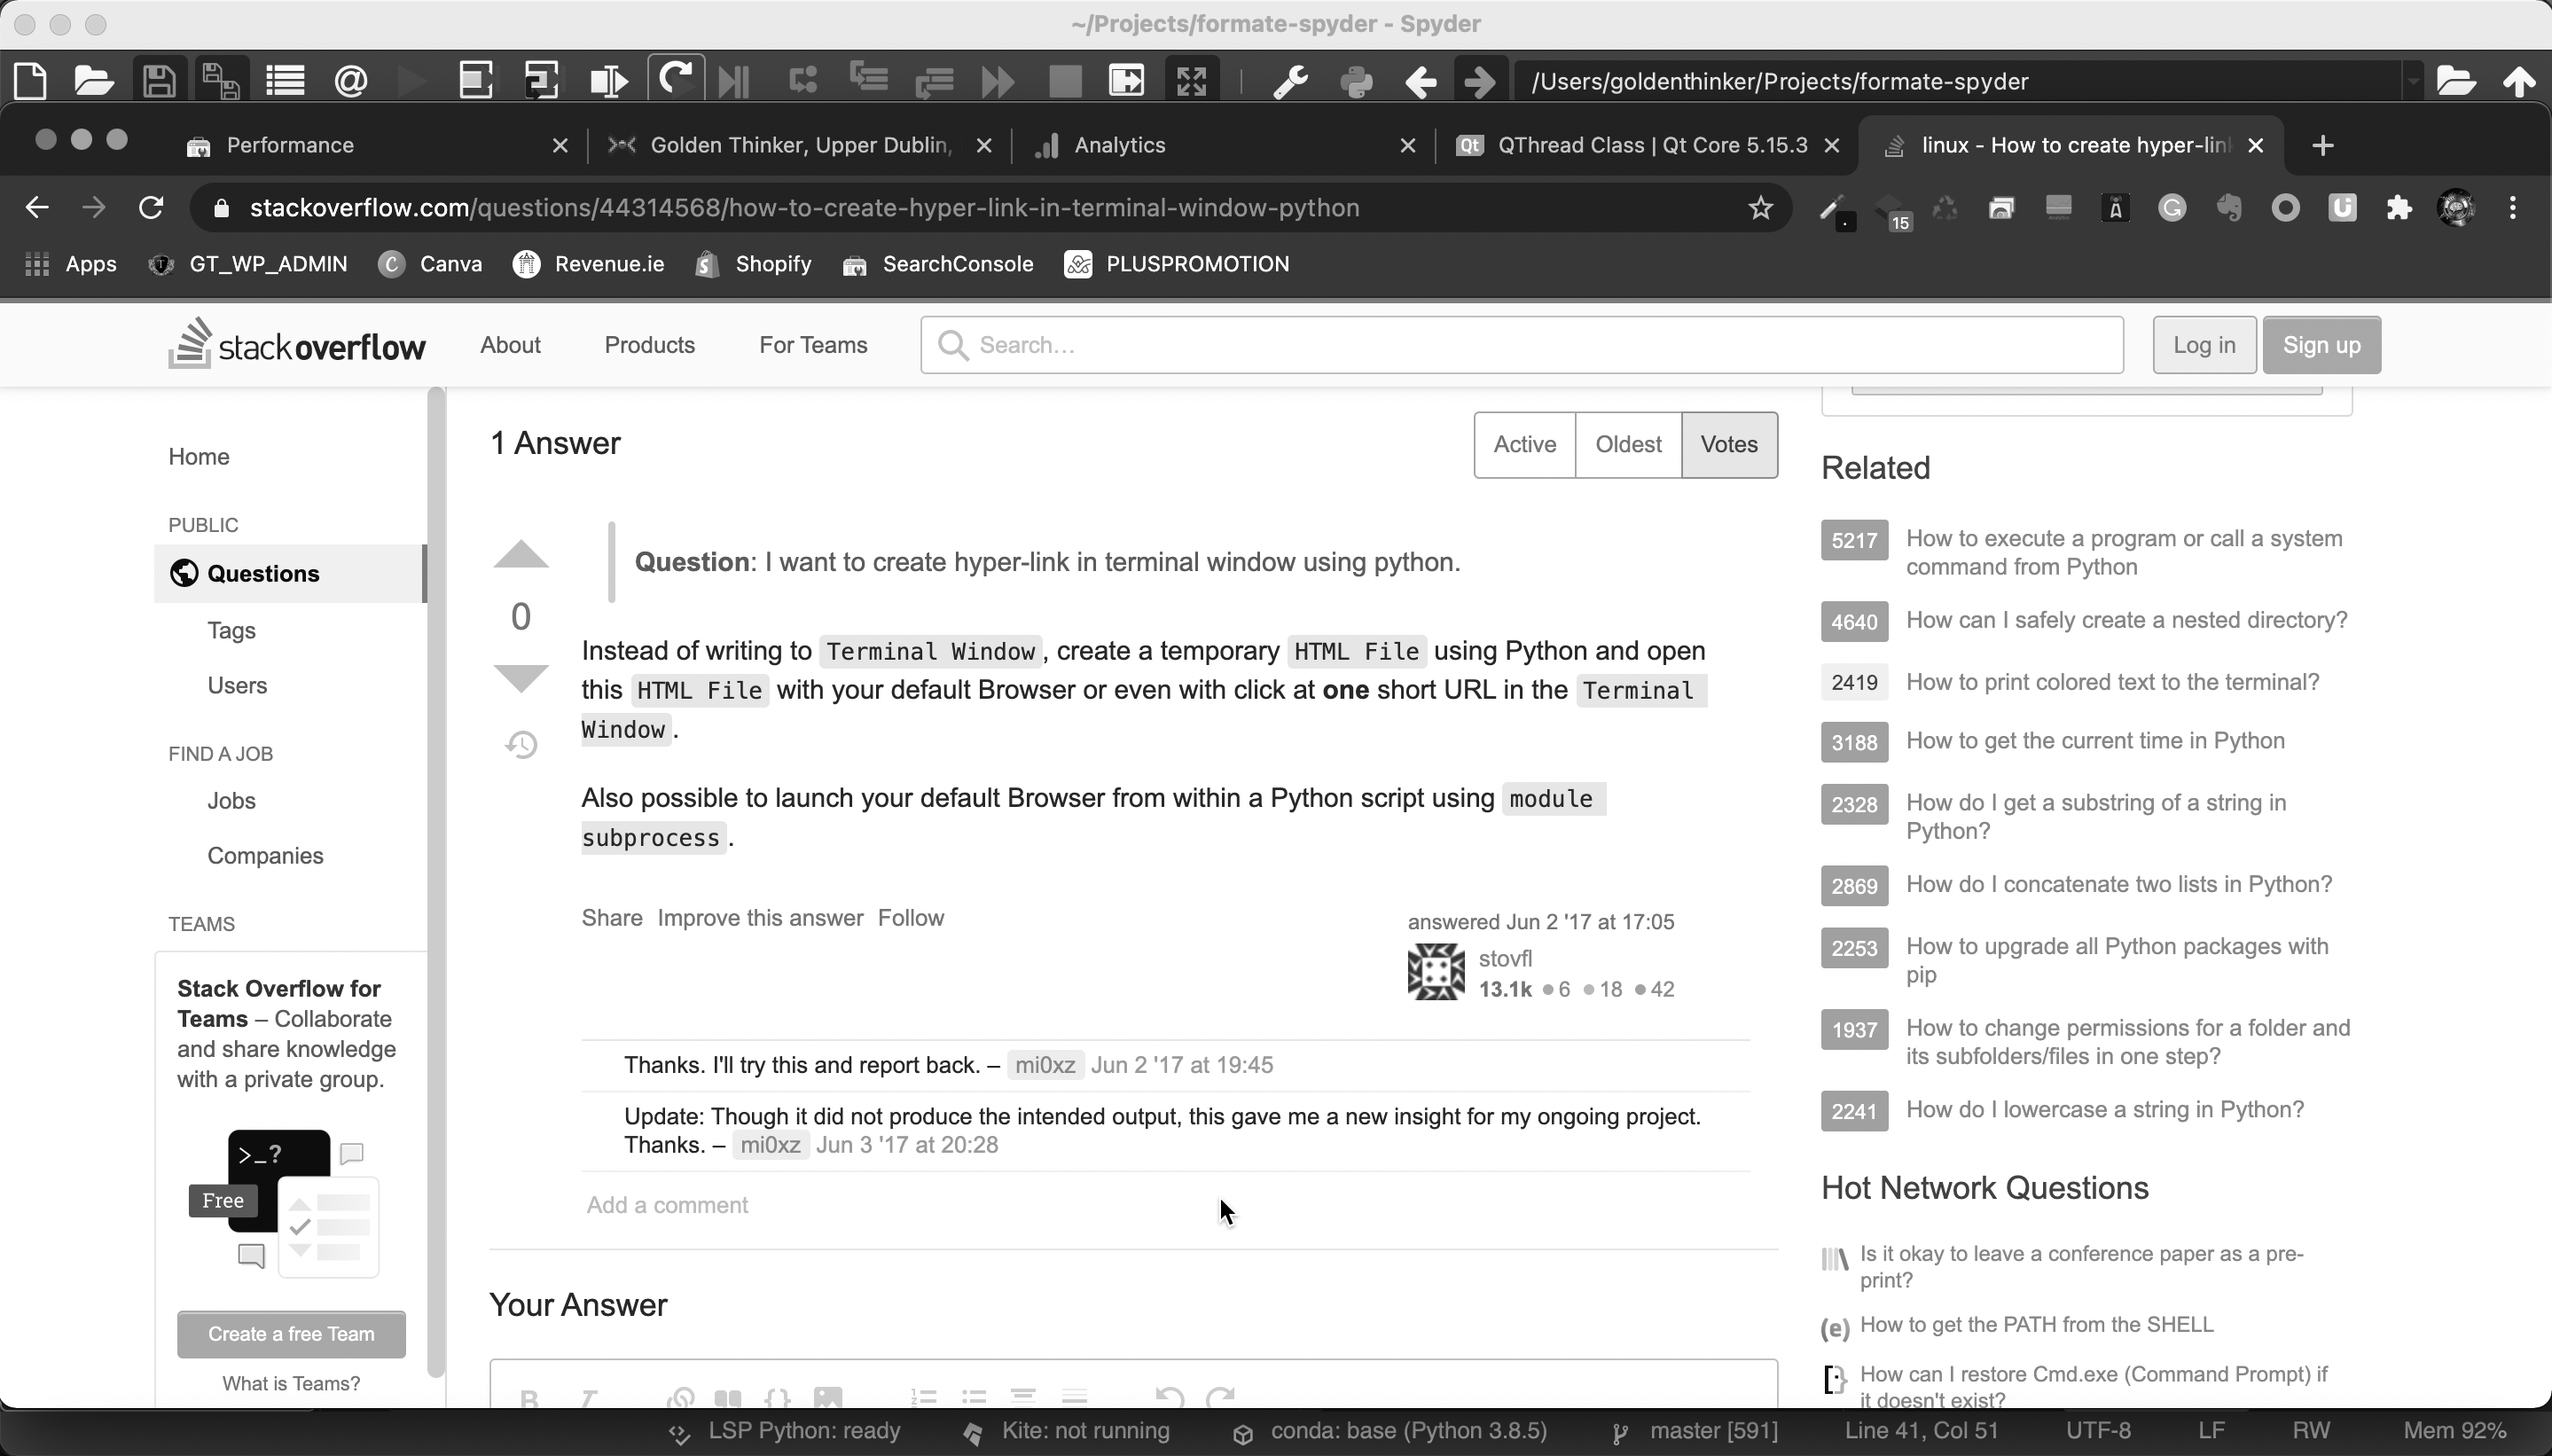 ~/Projects/formate-spyder - Spyder
/Users/goldenthinker/Projects/formate-spyder
Performance
Golden Thinker, Upper Dublin,
Analytics
QThread Class | Qt Core 5.15.3
linux - How to create hyper-lin
stackoverflow.com/questions/44314568/how-to-create-hyper-link-in-terminal-window-python
15
Apps
GT_WP_ADMIN
Canva
Revenue.ie
Shopify
SearchConsole
PLUSPROMOTION
stackoverflow
About
Products
For Teams
Search...
Log in
Sign up
Home
PUBLIC
Questions
Tags
Users
FIND A JOB
Jobs
Companies
TEAMS
Stack Overflow for
Teams – Collaborate
and share knowledge
with a private group.
>_?
Free
Create a free Team
What is Teams?
1 Answer
Active
Oldest
Votes
0
Question: I want to create hyper-link in terminal window using python.
Instead of writing to Terminal Window, create a temporary HTML File using Python and open
this HTML File with your default Browser or even with click at one short URL in the Terminal
Window.
Also possible to launch your default Browser from within a Python script using module
subprocess.
Share Improve this answer Follow
answered Jun 2 '17 at 17:05
stovfl
13.1k 6 18 42
Thanks. I'll try this and report back. – mi0xz Jun 2 '17 at 19:45
Update: Though it did not produce the intended output, this gave me a new insight for my ongoing project.
Thanks. – mi0xz Jun 3 '17 at 20:28
Add a comment
Your Answer
Related
5217 How to execute a program or call a system
command from Python
4640 How can I safely create a nested directory?
2419 How to print colored text to the terminal?
3188 How to get the current time in Python
2328 How do I get a substring of a string in
Python?
2869 How do I concatenate two lists in Python?
2253 How to upgrade all Python packages with
pip
1937 How to change permissions for a folder and
its subfolders/files in one step?
2241 How do I lowercase a string in Python?
Hot Network Questions
Is it okay to leave a conference paper as a pre-
print?
How to get the PATH from the SHELL
How can I restore Cmd.exe (Command Prompt) if
it doesn't exist?
LSP Python: ready
Kite: not running
conda: base (Python 3.8.5)
master [591]
Line 41, Col 51
UTF-8
LF
RW
Mem 92%